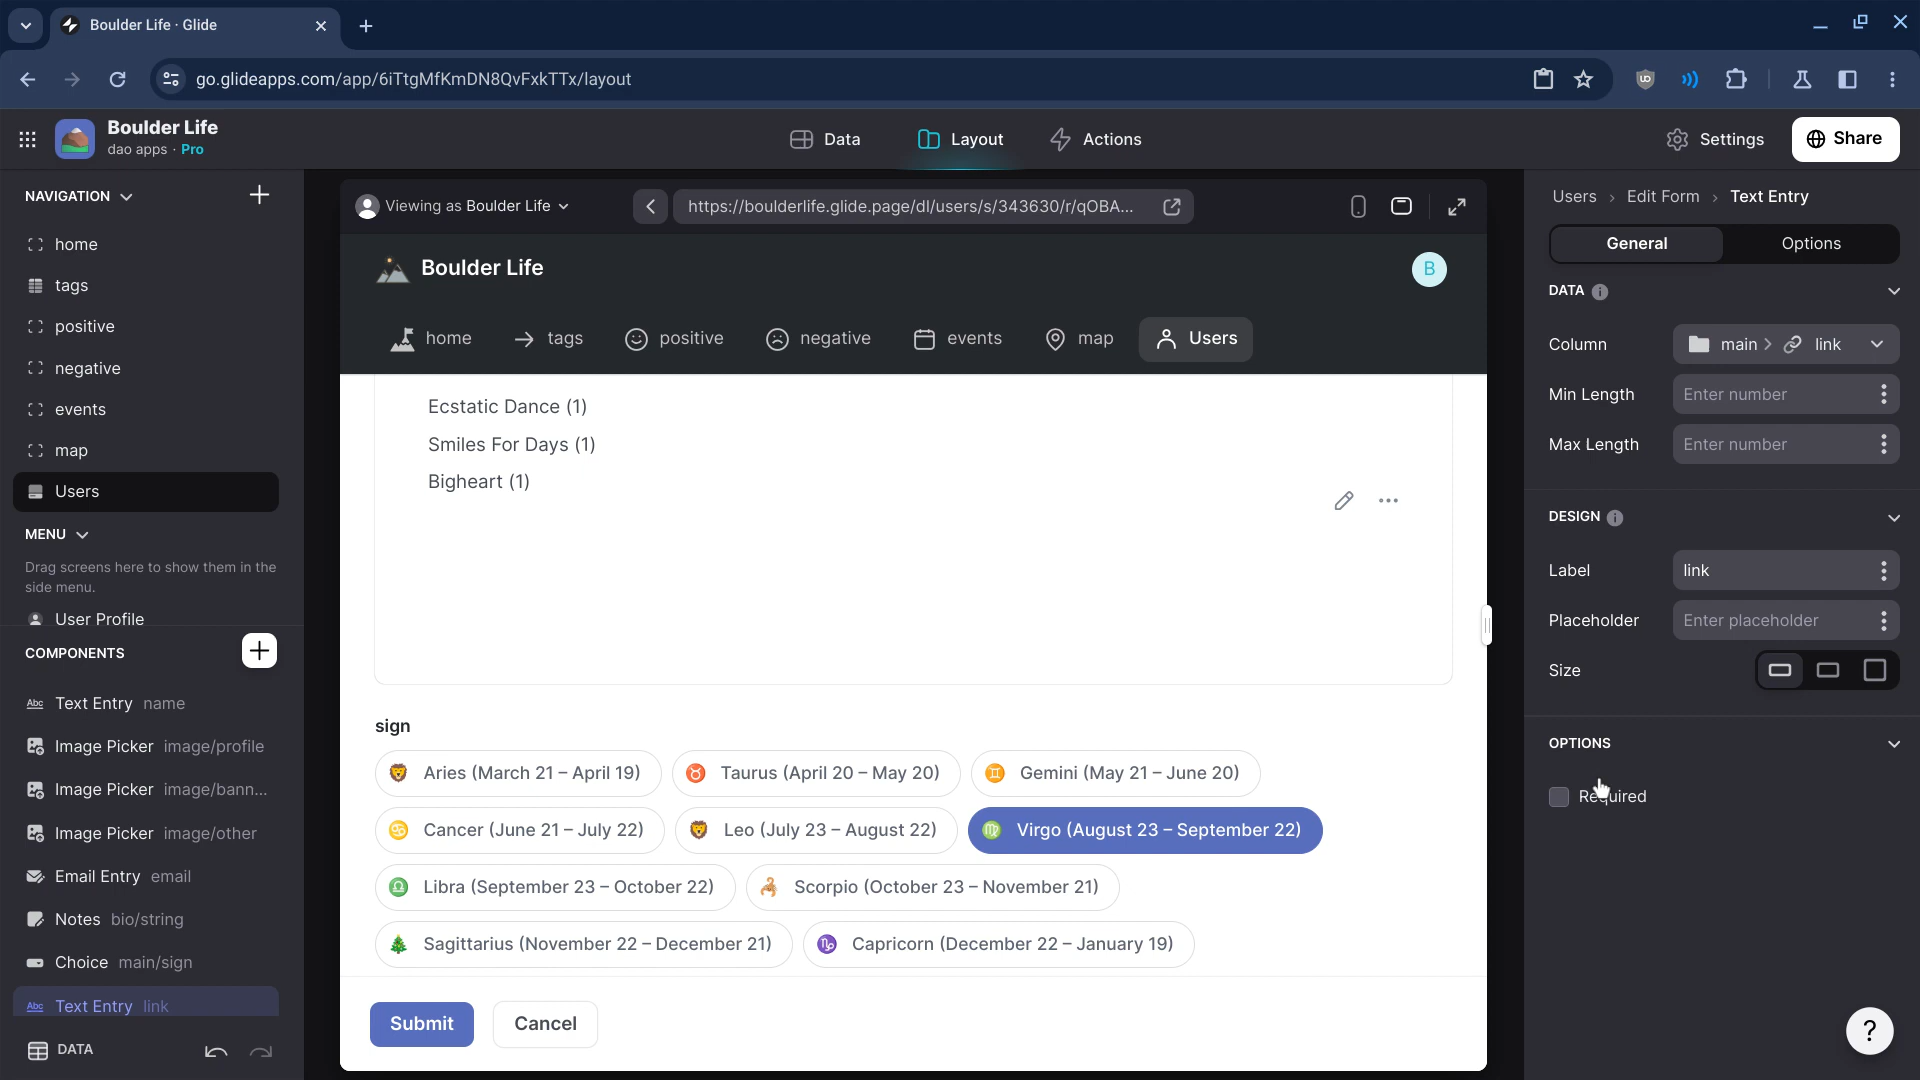 Boulder Life · Glide
go.glideapps.com/app/6iTtgMfKmDN8QvFxkTTx/layout
Boulder Life
dao apps · Pro
Data
Layout
Actions
Settings
Share
NAVIGATION
home
tags
positive
negative
events
map
Users
MENU
Drag screens here to show them in the
side menu.
User Profile
COMPONENTS
Text Entry name
Image Picker image/profile
Image Picker image/bann...
Image Picker image/other
Email Entry email
Notes bio/string
Choice main/sign
Text Entry link
DATA
Viewing as Boulder Life
https://boulderlife.glide.page/dl/users/s/343630/r/qOBA...
Boulder Life
B
home
tags
positive
negative
events
map
Users
Ecstatic Dance (1)
Smiles For Days (1)
Bigheart (1)
sign
Aries (March 21 – April 19)
Taurus (April 20 – May 20)
Gemini (May 21 – June 20)
Cancer (June 21 – July 22)
Leo (July 23 – August 22)
Virgo (August 23 – September 22)
Libra (September 23 – October 22)
Scorpio (October 23 – November 21)
Sagittarius (November 22 – December 21)
Capricorn (December 22 – January 19)
Submit
Cancel
Users › Edit Form › Text Entry
General
Options
DATA
Column
main
link
Min Length
Enter number
Max Length
Enter number
DESIGN
Label
link
Placeholder
Enter placeholder
Size
OPTIONS
Required
?